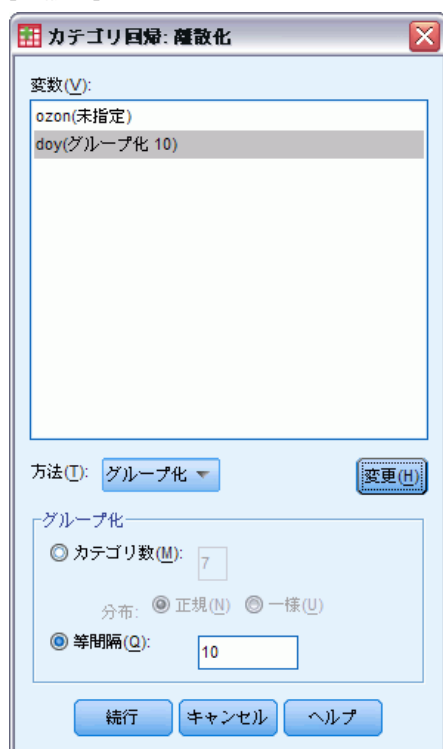 カテゴリ回帰: 離散化
変数(V):
ozon(未指定)
doy(グループ化 10)
方法(T): グループ化 変更(H)
グループ化
カテゴリ数(M): 7
分布: 正規(N) 一様(U)
等間隔(Q): 10
続行 キャンセル ヘルプ